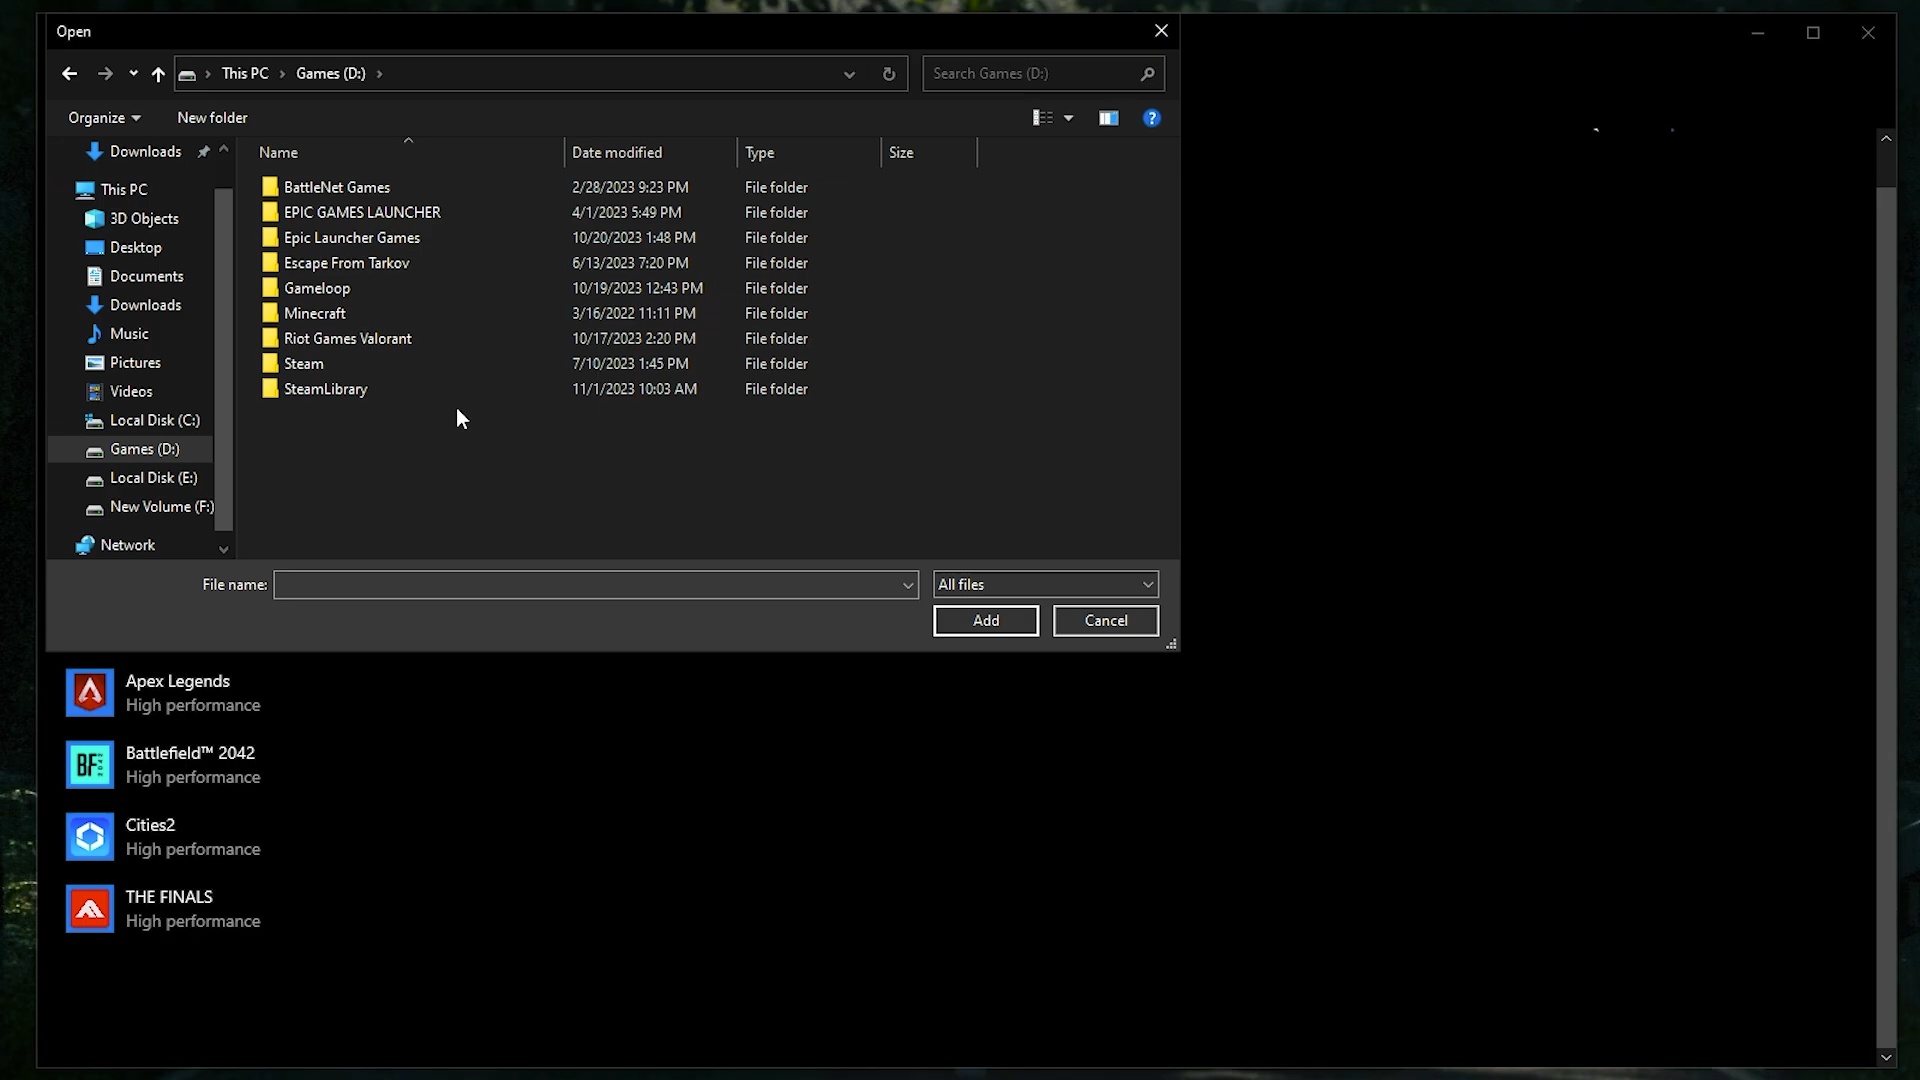 Open
This PC > Games (D:) >
Search Games (D:)
Organize
New folder
?
Downloads
This PC
3D Objects
Desktop
Documents
Downloads
Music
Pictures
Videos
Local Disk (C:)
Games (D:)
Local Disk (E:)
New Volume (F:)
Network
Name Date modified Type Size
BattleNet Games 2/28/2023 9:23 PM File folder
EPIC GAMES LAUNCHER 4/1/2023 5:49 PM File folder
Epic Launcher Games 10/20/2023 1:48 PM File folder
Escape From Tarkov 6/13/2023 7:20 PM File folder
Gameloop 10/19/2023 12:43 PM File folder
Minecraft 3/16/2022 11:11 PM File folder
Riot Games Valorant 10/17/2023 2:20 PM File folder
Steam 7/10/2023 1:45 PM File folder
SteamLibrary 11/1/2023 10:03 AM File folder
File name:
All files
Add
Cancel
Apex Legends
High performance
BF 2042
Battlefield™ 2042
High performance
Cities2
High performance
THE FINALS
High performance